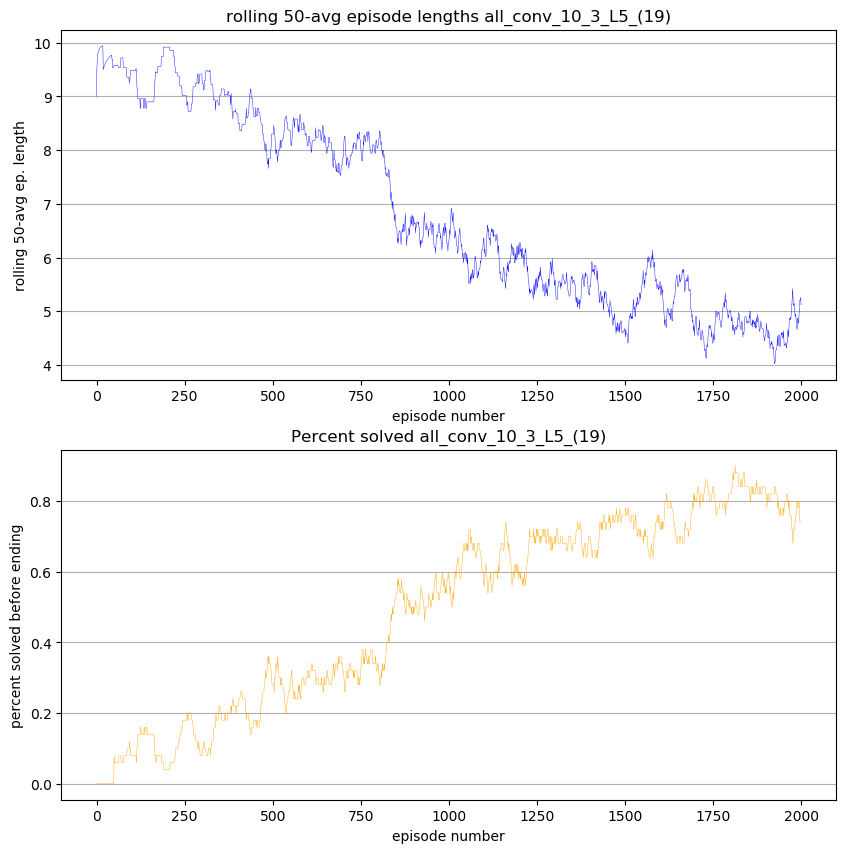 rolling 50-avg episode lengths all_conv_10_3_L5_(19)
rolling 50-avg ep. length
10
9
8
7
6
5
4
0 250 500 750 1000 1250 1500 1750 2000
episode number
Percent solved all_conv_10_3_L5_(19)
percent solved before ending
0.8
0.6
0.4
0.2
0.0
0 250 500 750 1000 1250 1500 1750 2000
episode number